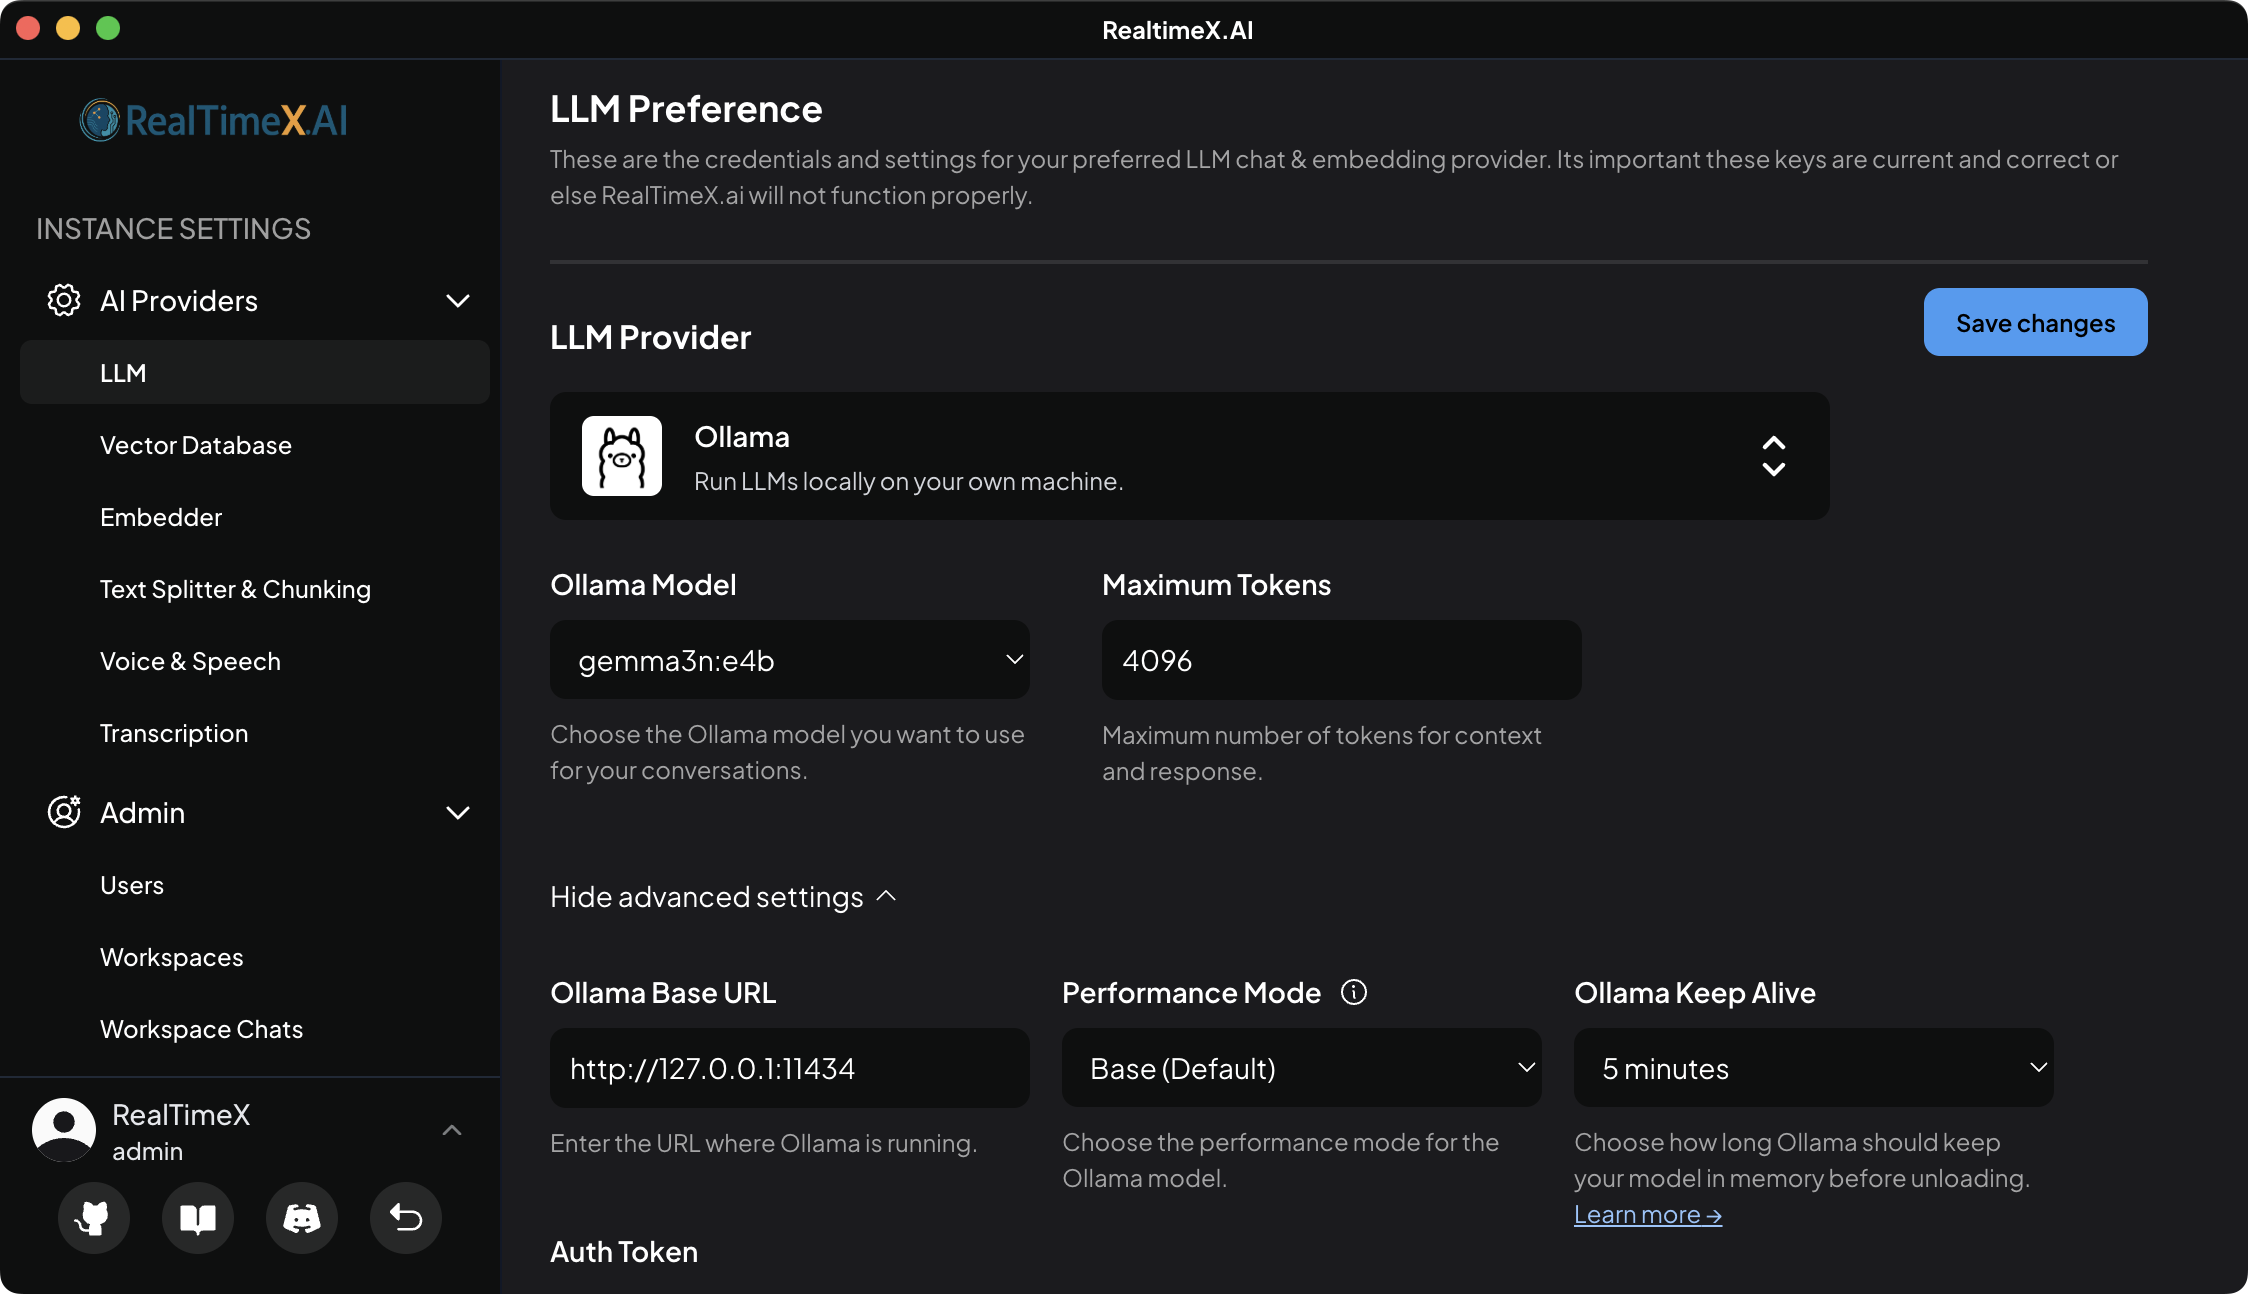 RealtimeX.AI
RealTimeX.AI
INSTANCE SETTINGS
AI Providers
LLM
Vector Database
Embedder
Text Splitter & Chunking
Voice & Speech
Transcription
Admin
Users
Workspaces
Workspace Chats
RealTimeX
admin
LLM Preference
These are the credentials and settings for your preferred LLM chat & embedding provider. Its important these keys are current and correct or
else RealTimeX.ai will not function properly.
Save changes
LLM Provider
Ollama
Run LLMs locally on your own machine.
Ollama Model
gemma3n:e4b
Choose the Ollama model you want to use
for your conversations.
Maximum Tokens
4096
Maximum number of tokens for context
and response.
Hide advanced settings
Ollama Base URL
http://127.0.0.1:11434
Enter the URL where Ollama is running.
Performance Mode
Base (Default)
Choose the performance mode for the
Ollama model.
Ollama Keep Alive
5 minutes
Choose how long Ollama should keep
your model in memory before unloading.
Learn more →
Auth Token